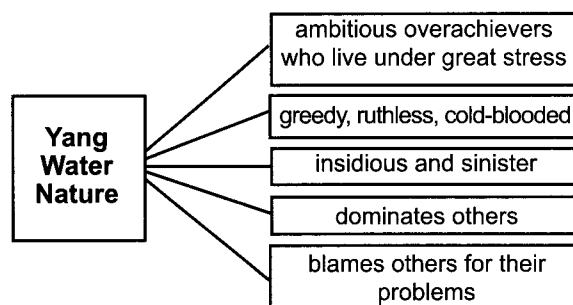 Yang
Water
Nature
ambitious overachievers
who live under great stress
greedy, ruthless, cold-blooded
insidious and sinister
dominates others
blames others for their
problems